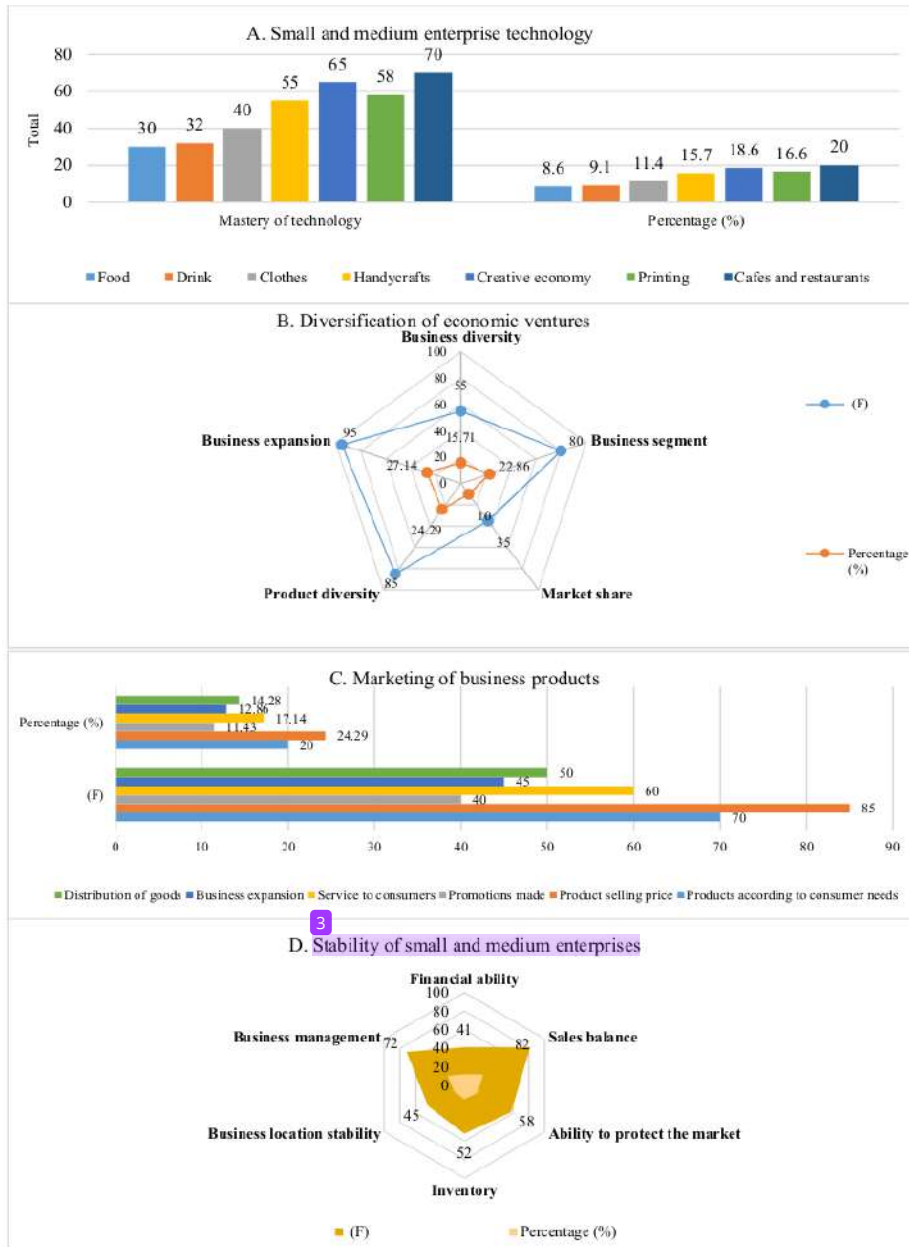 A. Small and medium enterprise technology
80
60
40
20
0
Total
30
32
40
55
65
58
70
8.6
9.1
11.4
15.7
18.6
16.6
20
Mastery of technology
Percentage (%)
Food
Drink
Clothes
Handycrafts
Creative economy
Printing
Cafes and restaurants
B. Diversification of economic ventures
Business diversity
100
80
60
40
20
0
55
15.71
Business expansion
95
27.14
80
Business segment
22.86
10
35
24.29
85
Product diversity
Market share
(F)
Percentage
(%)
C. Marketing of business products
Percentage (%)
14.28
12.86
17.14
11.43
24.29
20
(F)
50
45
60
40
85
70
0 10 20 30 40 50 60 70 80 90
Distribution of goods
Business expansion
Service to consumers
Promotions made
Product selling price
Products according to consumer needs
3
D. Stability of small and medium enterprises
Financial ability
100
80
60
40
20
0
41
Business management
72
82
Sales balance
45
58
Business location stability
Ability to protect the market
52
Inventory
(F)
Percentage (%)